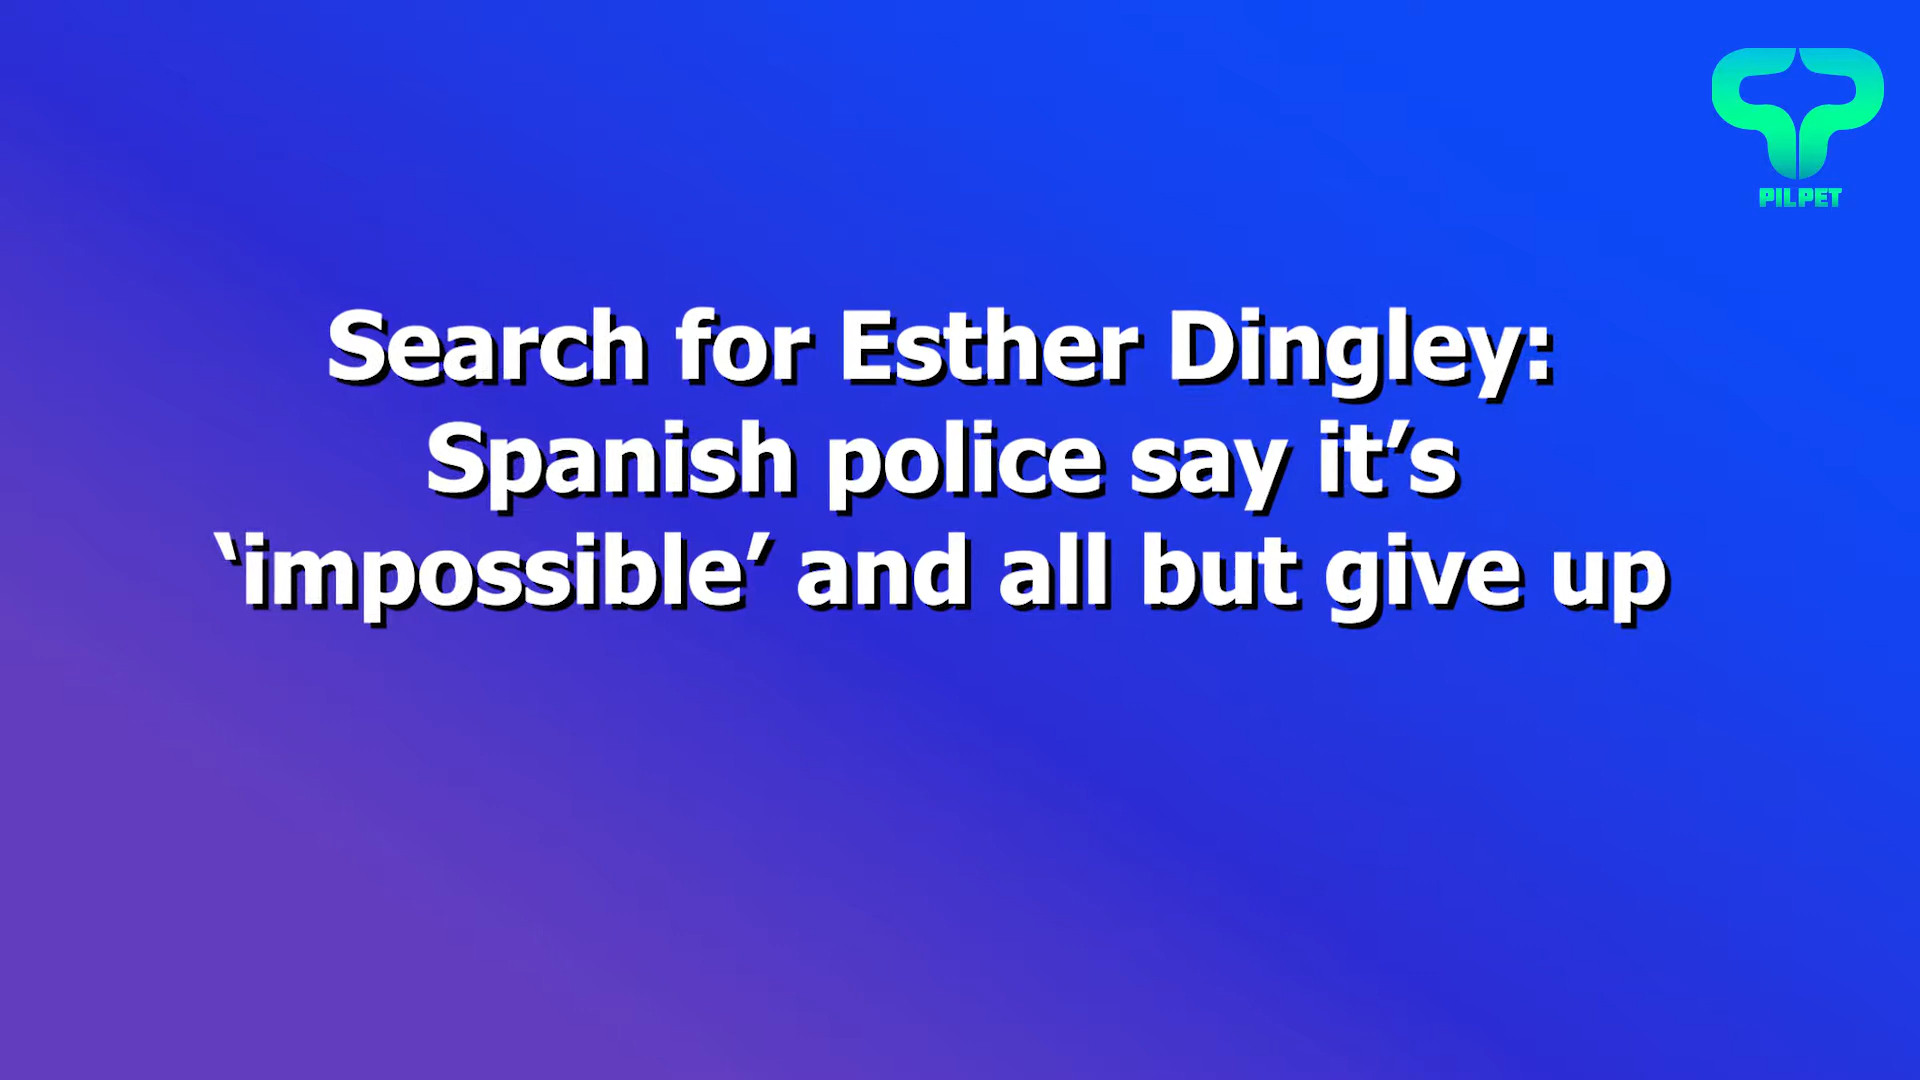 PILPET
Search for Esther Dingley:
Spanish police say it’s
‘impossible’ and all but give up